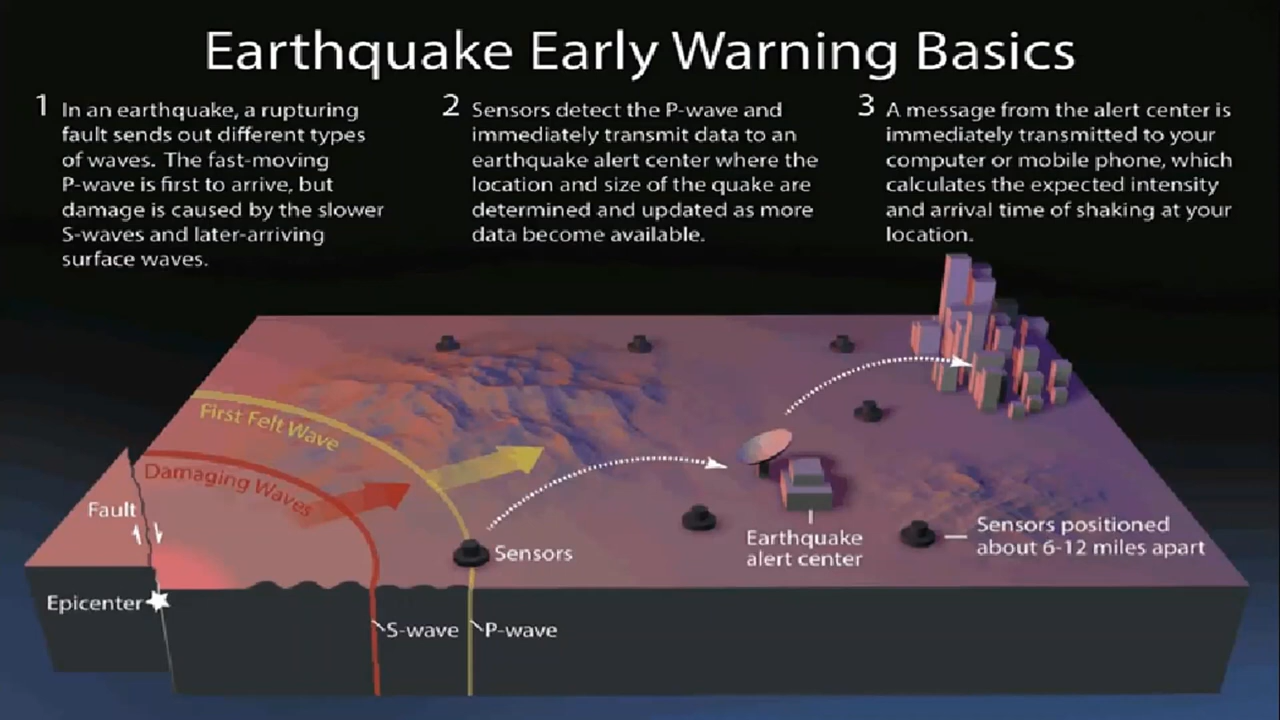 Earthquake Early Warning Basics
1 In an earthquake, a rupturing
fault sends out different types
of waves. The fast-moving
P-wave is first to arrive, but
damage is caused by the slower
S-waves and later-arriving
surface waves.
2 Sensors detect the P-wave and
immediately transmit data to an
earthquake alert center where the
location and size of the quake are
determined and updated as more
data become available.
3 A message from the alert center is
immediately transmitted to your
computer or mobile phone, which
calculates the expected intensity
and arrival time of shaking at your
location.
First Felt Wave
Damaging Waves
Fault
Epicenter
Sensors
S-wave
P-wave
Earthquake
alert center
Sensors positioned
about 6-12 miles apart